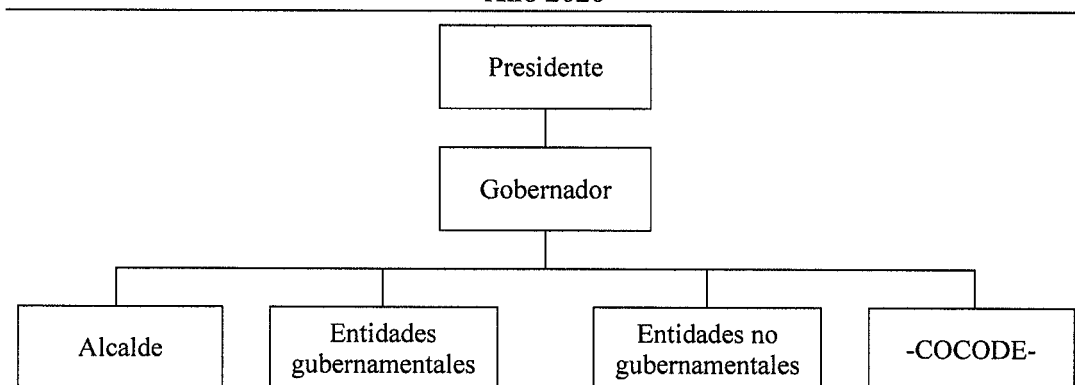 Presidente
Gobernador
Alcalde
Entidades
gubernamentales
Entidades no
gubernamentales
-COCODE-